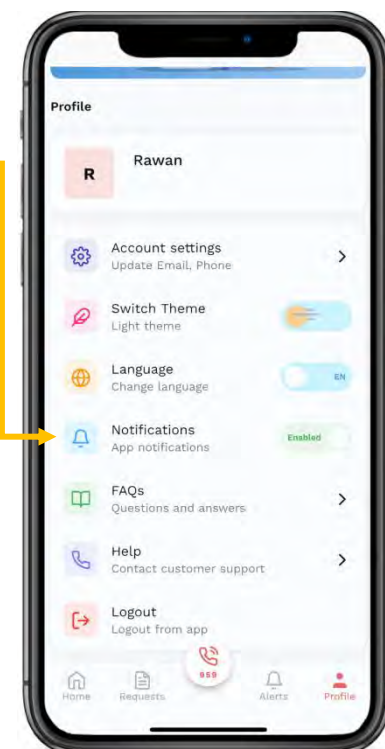 Profile
R
Rawan
Account settings
Update Email, Phone
Switch Theme
Light theme
Language
Change language
EN
Notifications
App notifications
Enabled
FAQs
Questions and answers
Help
Contact customer support
Logout
Logout from app
959
Home
Requests
Alerts
Profile